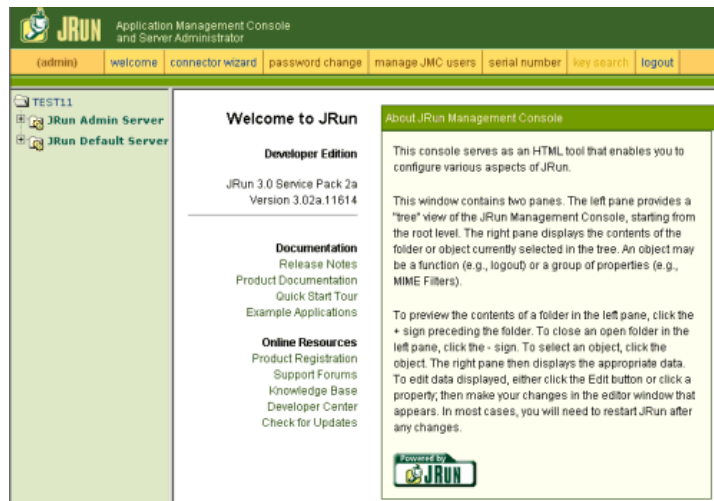 JRUN
Application Management Console
and Server Administrator
(admin) welcome connector wizard password change manage JMC users serial number key search logout
TEST11
JRun Admin Server
JRun Default Server
Welcome to JRun
Developer Edition
JRun 3.0 Service Pack 2a
Version 3.02a.11614
Documentation
Release Notes
Product Documentation
Quick Start Tour
Example Applications
Online Resources
Product Registration
Support Forums
Knowledge Base
Developer Center
Check for Updates
About JRun Management Console
This console serves as an HTML tool that enables you to
configure various aspects of JRun.
This window contains two panes. The left pane provides a
"tree" view of the JRun Management Console, starting from
the root level. The right pane displays the contents of the
folder or object currently selected in the tree. An object may
be a function (e.g., logout) or a group of properties (e.g.,
MIME Filters).
To preview the contents of a folder in the left pane, click the
+ sign preceding the folder. To close an open folder in the
left pane, click the - sign. To select an object, click the
object. The right pane then displays the appropriate data.
To edit data displayed, either click the Edit button or click a
property; then make your changes in the editor window that
appears. In most cases, you will need to restart JRun after
any changes.
Powered by
JRUN